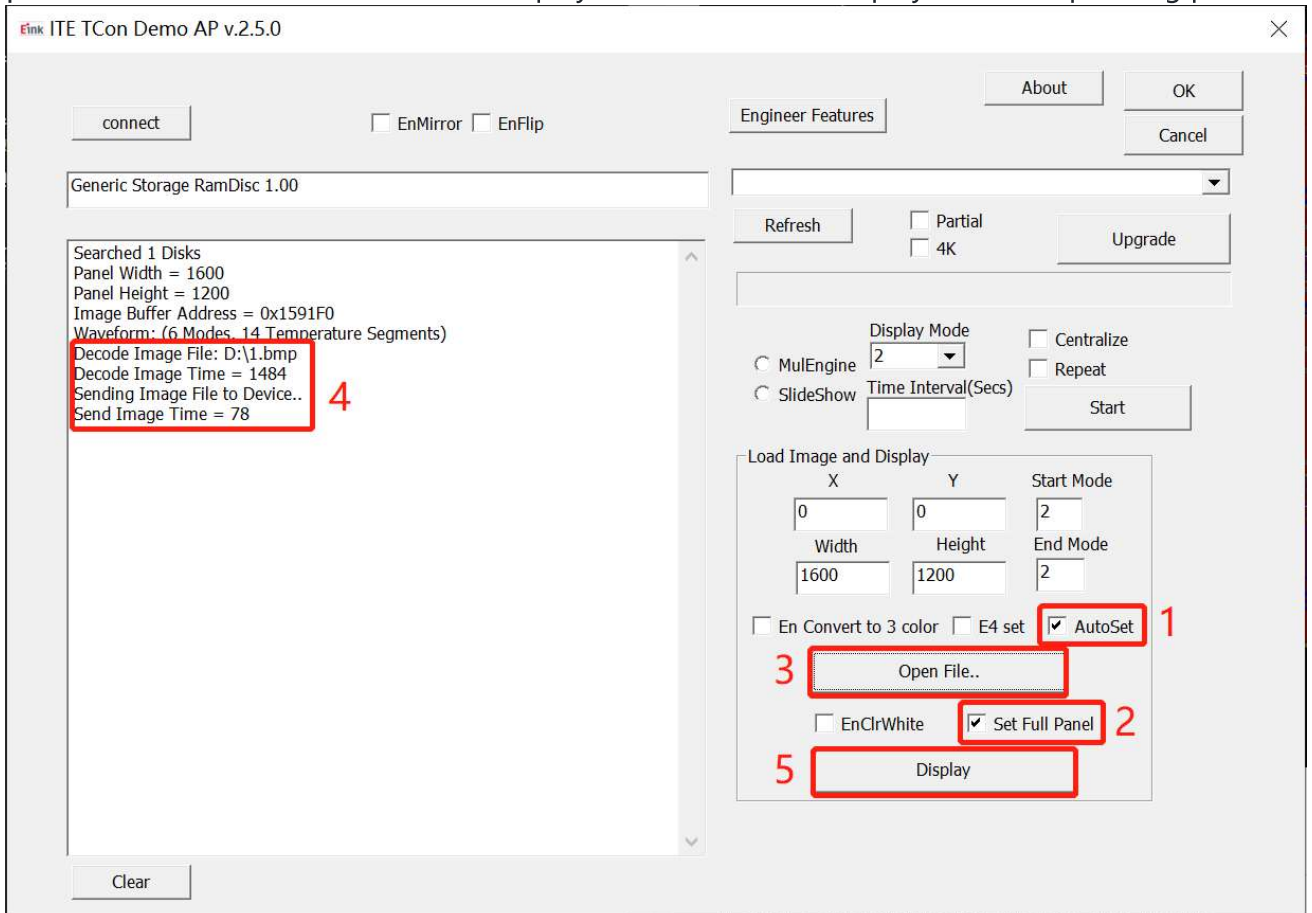 Eink ITE TCon Demo AP v.2.5.0
About
OK
connect
EnMirror
EnFlip
Engineer Features
Cancel
Generic Storage RamDisc 1.00
Refresh
Partial
4K
Upgrade
Searched 1 Disks
Panel Width = 1600
Panel Height = 1200
Image Buffer Address = 0x1591F0
Waveform: (6 Modes, 14 Temperature Segments)
Decode Image File: D:\1.bmp
Decode Image Time = 1484
Sending Image File to Device..
Send Image Time = 78
4
Display Mode
MulEngine
2
Centralize
Repeat
SlideShow
Time Interval(Secs)
Start
Load Image and Display
X
Y
Start Mode
0
0
2
Width
Height
End Mode
1600
1200
2
En Convert to 3 color
E4 set
AutoSet
1
3
Open File..
EnClrWhite
Set Full Panel
2
5
Display
Clear